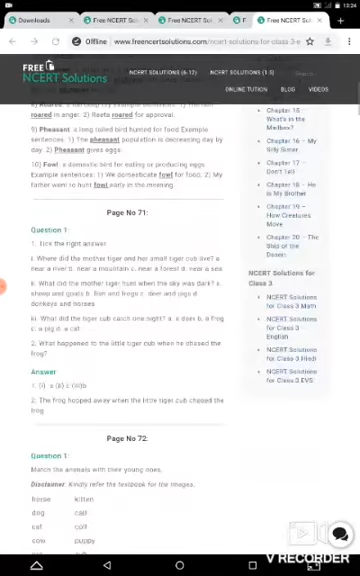 13:24
Downloads
Free NCERT So
Free NCERT So
F
Free NCERT S
Offline www.freencertsolutions.com/ncert-solutions-for-class-3-e
FREE
NCERT Solutions
NCERT SOLUTIONS (6-12) NCERT SOLUTIONS (1-5)
ONLINE TUTION BLOG VIDEOS
roared in anger. 2) Reeta roared for approval.
9) Pheasant: a long tailed bird hunted for food Example
sentences: 1) The pheasant population is decreasing day by
day. 2) Pheasant gives eggs.
10) Fowl: a domestic bird for eating or producing eggs.
Example sentences: 1) We domesticate fowl for food. 2) My
father went to hunt fowl early in the morning.
Page No 71:
Question 1:
1. Tick the right answer.
i. Where did the mother tiger and her small tiger cub live? a.
near a river b. near a mountain c. near a forest d. near a sea
ii. What did the mother tiger hunt when the sky was dark? a.
sheep and goats b. fish and frogs c. deer and pigs d.
donkeys and horses
iii. What did the tiger cub catch one night? a. a deer b. a frog
c. a pig d. a cat
2. What happened to the little tiger cub when he chased the
frog?
Answer
2. The frog hopped away when the little tiger cub chased the
frog
Page No 72:
Question 1:
Match the animals with their young ones.
Disclaimer: Kindly refer the textbook for the images.
horse kitten
dog calf
cat colt
cow puppy
Chapter 15
What's in the
Mailbox?
Chapter 16 – My
Silly Sister
Chapter 17 –
Don't Tell
Chapter 18 – He
is My Brother
Chapter 19 –
How Creatures
Move
Chapter 20 – The
Ship of the
Desert
NCERT Solutions for
Class 3
NCERT Solutions
for Class 3 Math
NCERT Solutions
for Class 3
English
NCERT Solutions
for Class 3 Hindi
NCERT Solutions
for Class 3 EVS
V RECORDER